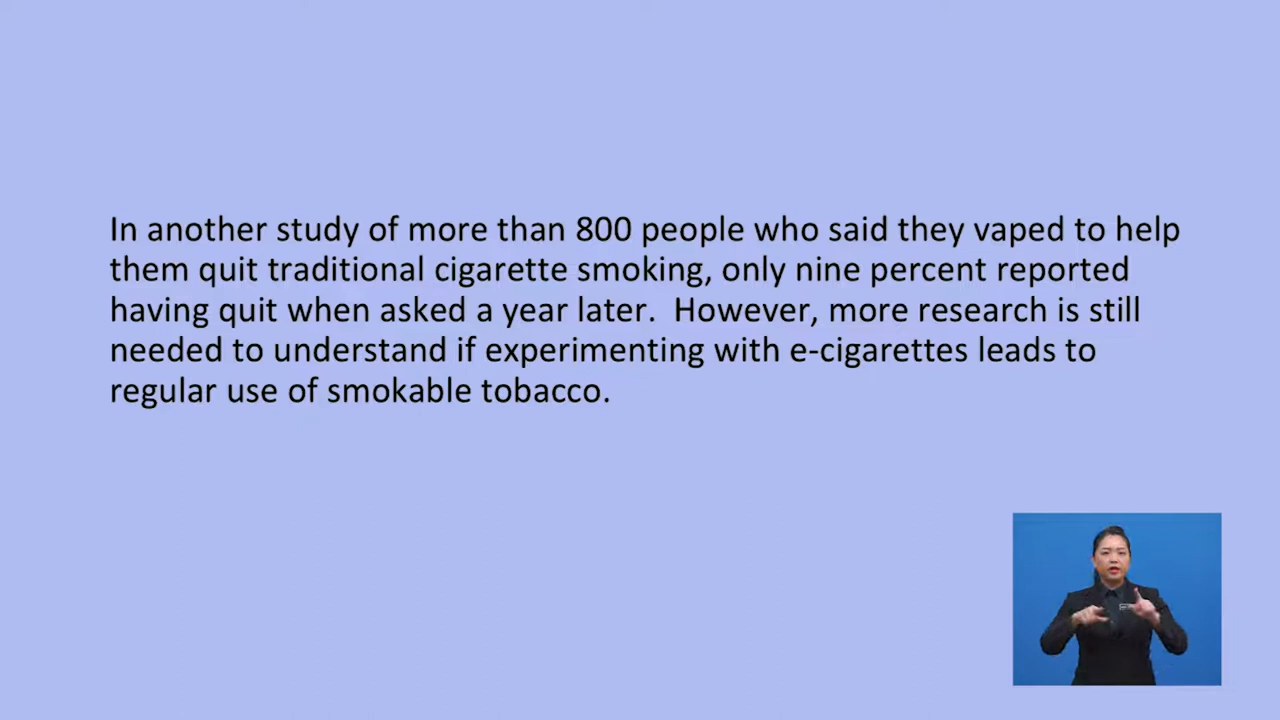 In another study of more than 800 people who said they vaped to help
them quit traditional cigarette smoking, only nine percent reported
having quit when asked a year later.  However, more research is still
needed to understand if experimenting with e-cigarettes leads to
regular use of smokable tobacco.